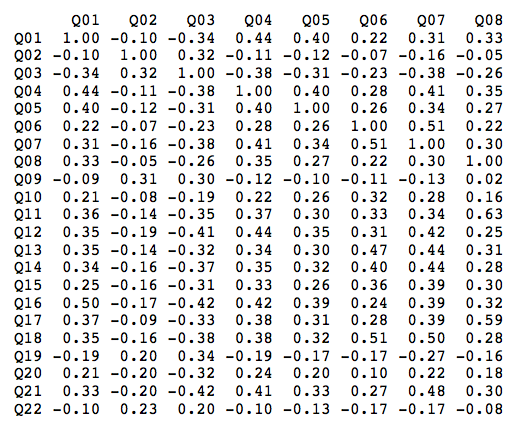 Q01 Q02 Q03 Q04 Q05 Q06 Q07 Q08
Q01 1.00 -0.10 -0.34 0.44 0.40 0.22 0.31 0.33
Q02 -0.10 1.00 0.32 -0.11 -0.12 -0.07 -0.16 -0.05
Q03 -0.34 0.32 1.00 -0.38 -0.31 -0.23 -0.38 -0.26
Q04 0.44 -0.11 -0.38 1.00 0.40 0.28 0.41 0.35
Q05 0.40 -0.12 -0.31 0.40 1.00 0.26 0.34 0.27
Q06 0.22 -0.07 -0.23 0.28 0.26 1.00 0.51 0.22
Q07 0.31 -0.16 -0.38 0.41 0.34 0.51 1.00 0.30
Q08 0.33 -0.05 -0.26 0.35 0.27 0.22 0.30 1.00
Q09 -0.09 0.31 0.30 -0.12 -0.10 -0.11 -0.13 0.02
Q10 0.21 -0.08 -0.19 0.22 0.26 0.32 0.28 0.16
Q11 0.36 -0.14 -0.35 0.37 0.30 0.33 0.34 0.63
Q12 0.35 -0.19 -0.41 0.44 0.35 0.31 0.42 0.25
Q13 0.35 -0.14 -0.32 0.34 0.30 0.47 0.44 0.31
Q14 0.34 -0.16 -0.37 0.35 0.32 0.40 0.44 0.28
Q15 0.25 -0.16 -0.31 0.33 0.26 0.36 0.39 0.30
Q16 0.50 -0.17 -0.42 0.42 0.39 0.24 0.39 0.32
Q17 0.37 -0.09 -0.33 0.38 0.31 0.28 0.39 0.59
Q18 0.35 -0.16 -0.38 0.38 0.32 0.51 0.50 0.28
Q19 -0.19 0.20 0.34 -0.19 -0.17 -0.17 -0.27 -0.16
Q20 0.21 -0.20 -0.32 0.24 0.20 0.10 0.22 0.18
Q21 0.33 -0.20 -0.42 0.41 0.33 0.27 0.48 0.30
Q22 -0.10 0.23 0.20 -0.10 -0.13 -0.17 -0.17 -0.08